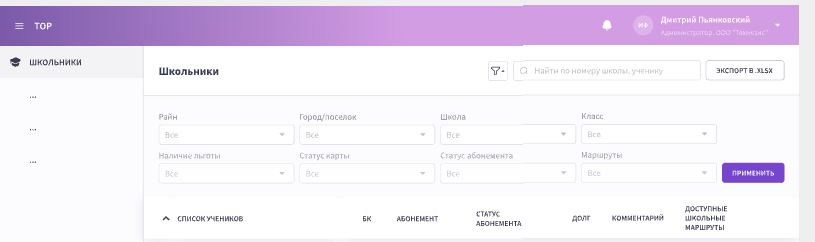 TOP
Дмитрий Пьянковский
Администратор, ООО "Текенгис"
ШКОЛЬНИКИ
Школьники
Найти по номеру школы, ученику
ЭКСПОРТ В .XLSX
...
...
...
Райн
Город/поселок
Школа
Класс
Все
Все
Все
Все
Наличие льготы
Статус карты
Статус абонемента
Маршруты
Все
Все
Все
Все
ПРИМЕНИТЬ
СПИСОК УЧЕНИКОВ
БК
АБОНЕМЕНТ
СТАТУС
АБОНЕМЕНТА
ДОЛГ
КОММЕНТАРИЙ
ДОСТУПНЫЕ
ШКОЛЬНЫЕ
МАРШРУТЫ